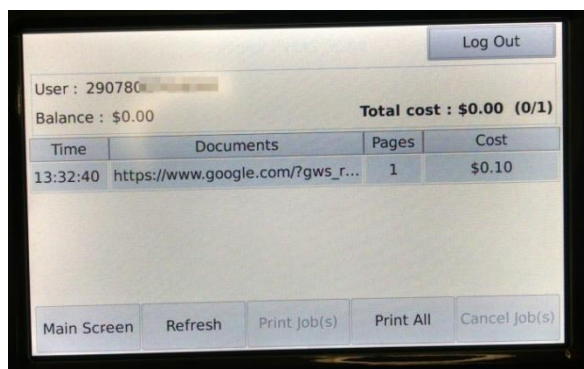 Log Out
User : 290780
Balance : $0.00 Total cost : $0.00 (0/1)
Time Documents Pages Cost
13:32:40 https://www.google.com/?gws_r... 1 $0.10
Main Screen Refresh Print Job(s) Print All Cancel Job(s)